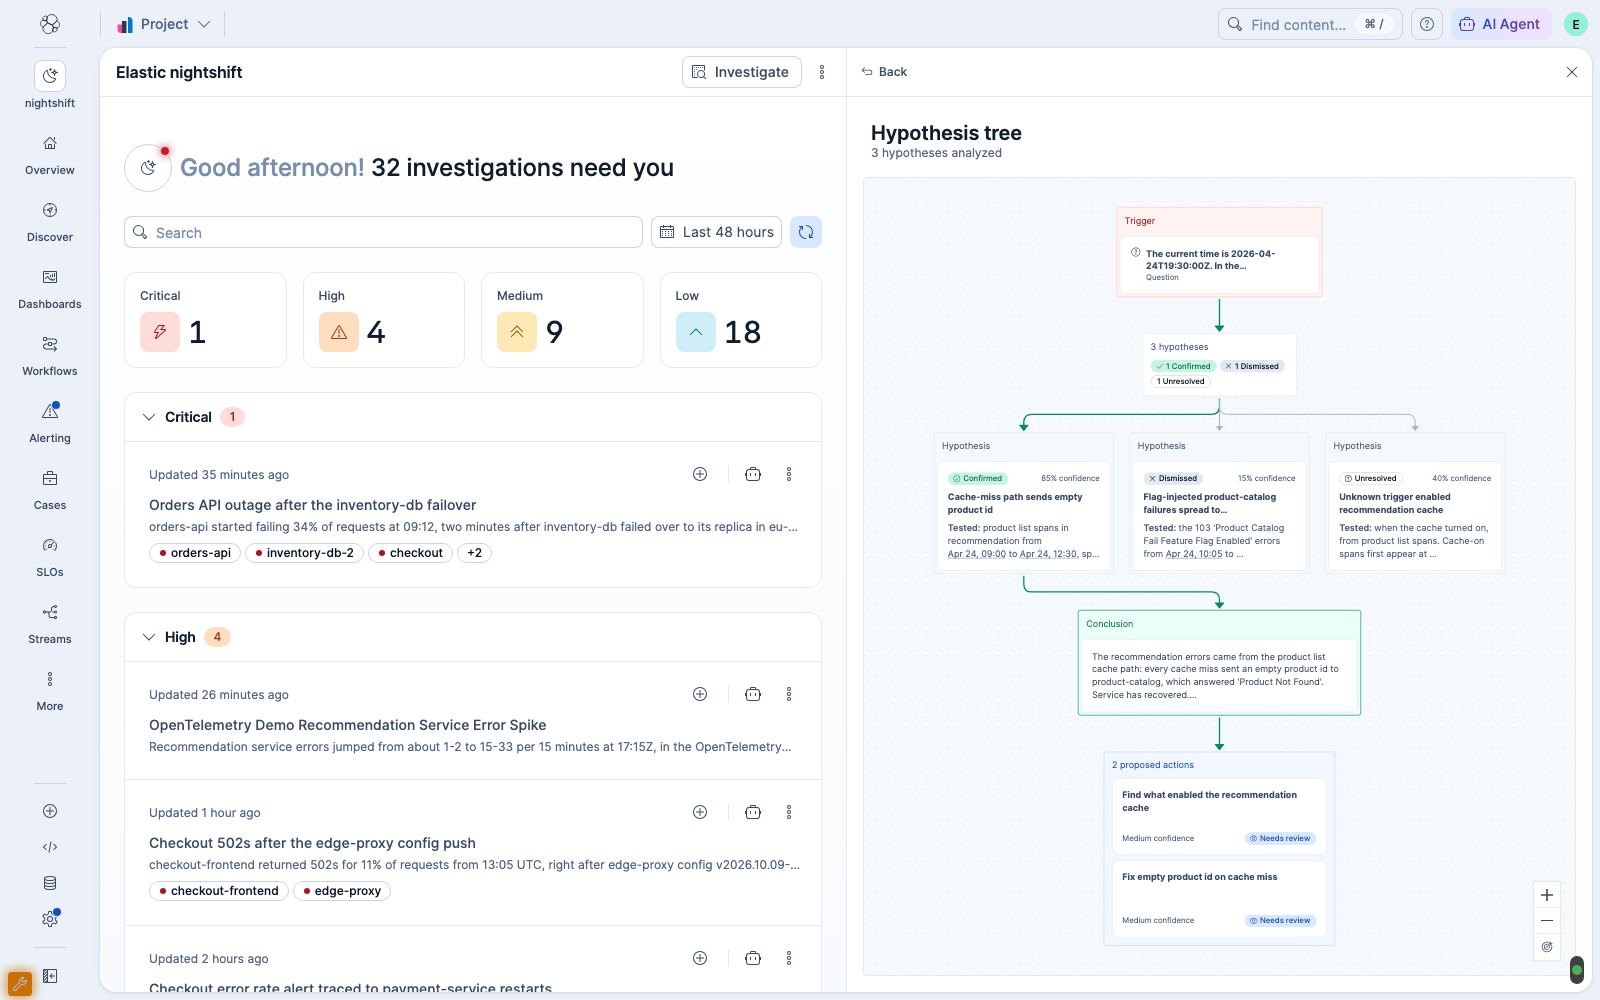 Project
Find content...
⌘ /
AI Agent
E
nightshift
Overview
Discover
Dashboards
Workflows
Alerting
Cases
SLOs
Streams
More
Elastic nightshift
Investigate
Good afternoon! 32 investigations need you
Search
Last 48 hours
Critical
1
High
4
Medium
9
Low
18
Critical 1
Updated 35 minutes ago
Orders API outage after the inventory-db failover
orders-api started failing 34% of requests at 09:12, two minutes after inventory-db failed over to its replica in eu-...
orders-api
inventory-db-2
checkout
+2
High 4
Updated 26 minutes ago
OpenTelemetry Demo Recommendation Service Error Spike
Recommendation service errors jumped from about 1-2 to 15-33 per 15 minutes at 17:15Z, in the OpenTelemetry...
Updated 1 hour ago
Checkout 502s after the edge-proxy config push
checkout-frontend returned 502s for 11% of requests from 13:05 UTC, right after edge-proxy config v2026.10.09-...
checkout-frontend
edge-proxy
Updated 2 hours ago
Checkout error rate alert traced to payment-service restarts
Back
Hypothesis tree
3 hypotheses analyzed
Trigger
The current time is 2026-04-
24T19:30:00Z. In the...
Question
3 hypotheses
1 Confirmed
1 Dismissed
1 Unresolved
Hypothesis
Confirmed
85% confidence
Cache-miss path sends empty
product id
Tested: product list spans in
recommendation from
Apr 24, 09:00 to Apr 24, 12:30, sp...
Hypothesis
Dismissed
15% confidence
Flag-injected product-catalog
failures spread to...
Tested: the 103 'Product Catalog
Fail Feature Flag Enabled' errors
from Apr 24, 10:05 to ...
Hypothesis
Unresolved
40% confidence
Unknown trigger enabled
recommendation cache
Tested: when the cache turned on,
from product list spans. Cache-on
spans first appear at ...
Conclusion
The recommendation errors came from the product list
cache path: every cache miss sent an empty product id to
product-catalog, which answered 'Product Not Found'.
Service has recovered....
2 proposed actions
Find what enabled the recommendation
cache
Medium confidence
Needs review
Fix empty product id on cache miss
Medium confidence
Needs review